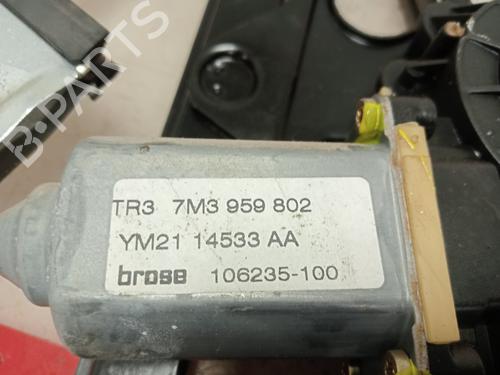 B-PARTS
TR3 7M3 959 802
YM21 14533 AA
brose 106235-100